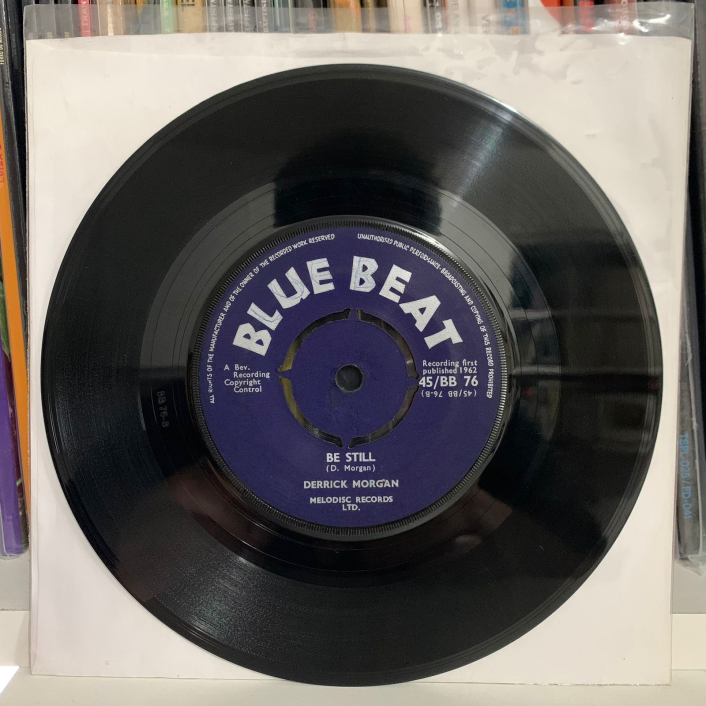 ALL RIGHTS OF THE MANUFACTURER AND OF THE OWNER OF THE RECORDED WORK RESERVED
UNAUTHORISED PUBLIC PERFORMANCE · BROADCASTING AND COPYING OF THIS RECORD PROHIBITED
BLUE BEAT
A Bev.
Recording
Copyright
Control
Recording first
published 1962
45/BB 76
(45/BB 76-B)
BB 76-B
BE STILL
(D. Morgan)
DERRICK MORGAN
MELODISC RECORDS
LTD.